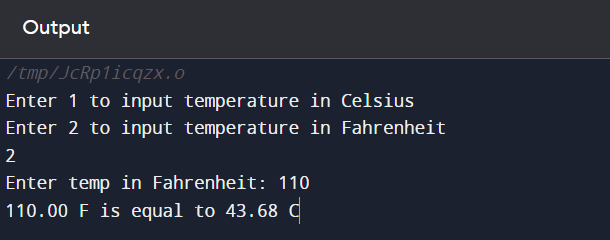 Output
/tmp/JcRp1icqzx.o
Enter 1 to input temperature in Celsius
Enter 2 to input temperature in Fahrenheit
2
Enter temp in Fahrenheit: 110
110.00 F is equal to 43.68 C